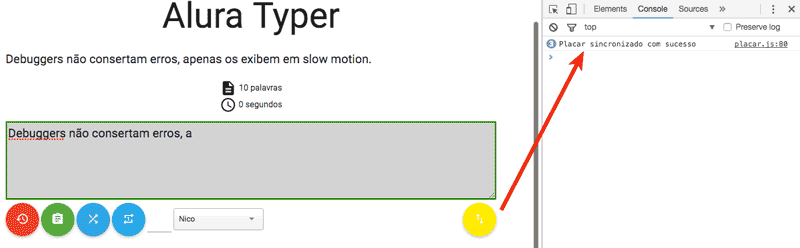 Alura Typer
Debuggers não consertam erros, apenas os exibem em slow motion.
10 palavras
0 segundos
Debuggers não consertam erros, a
Nico
Elements Console Sources »
top Preserve log
3 Placar sincronizado com sucesso placar.js:80